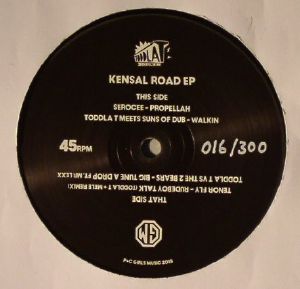 KENSAL ROAD EP
THIS SIDE
SEROCEE - PROPELLAH
TODDLA T MEETS SUNS OF DUB - WALKIN
45RPM
016/300
THAT SIDE
TENOR FLY - RUDEBOY TALK (TODDLA T + MELE REMIX)
TODDLA T VS THE 2 BEARS - BIG TUNE A DROP FT. MR.XXX
P+C GIRLS MUSIC 2015